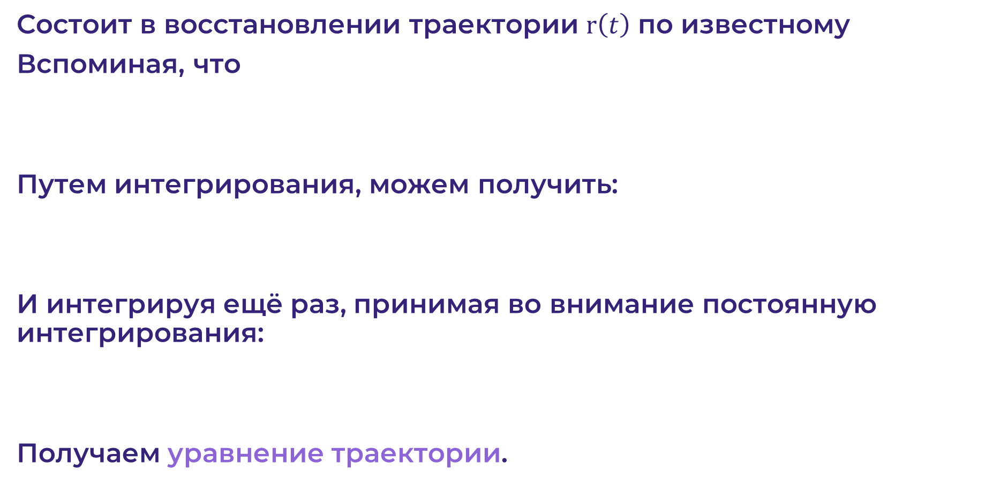 Состоит в восстановлении траектории r(t) по известному
Вспоминая, что
Путем интегрирования, можем получить:
И интегрируя ещё раз, принимая во внимание постоянную
интегрирования:
Получаем уравнение траектории.